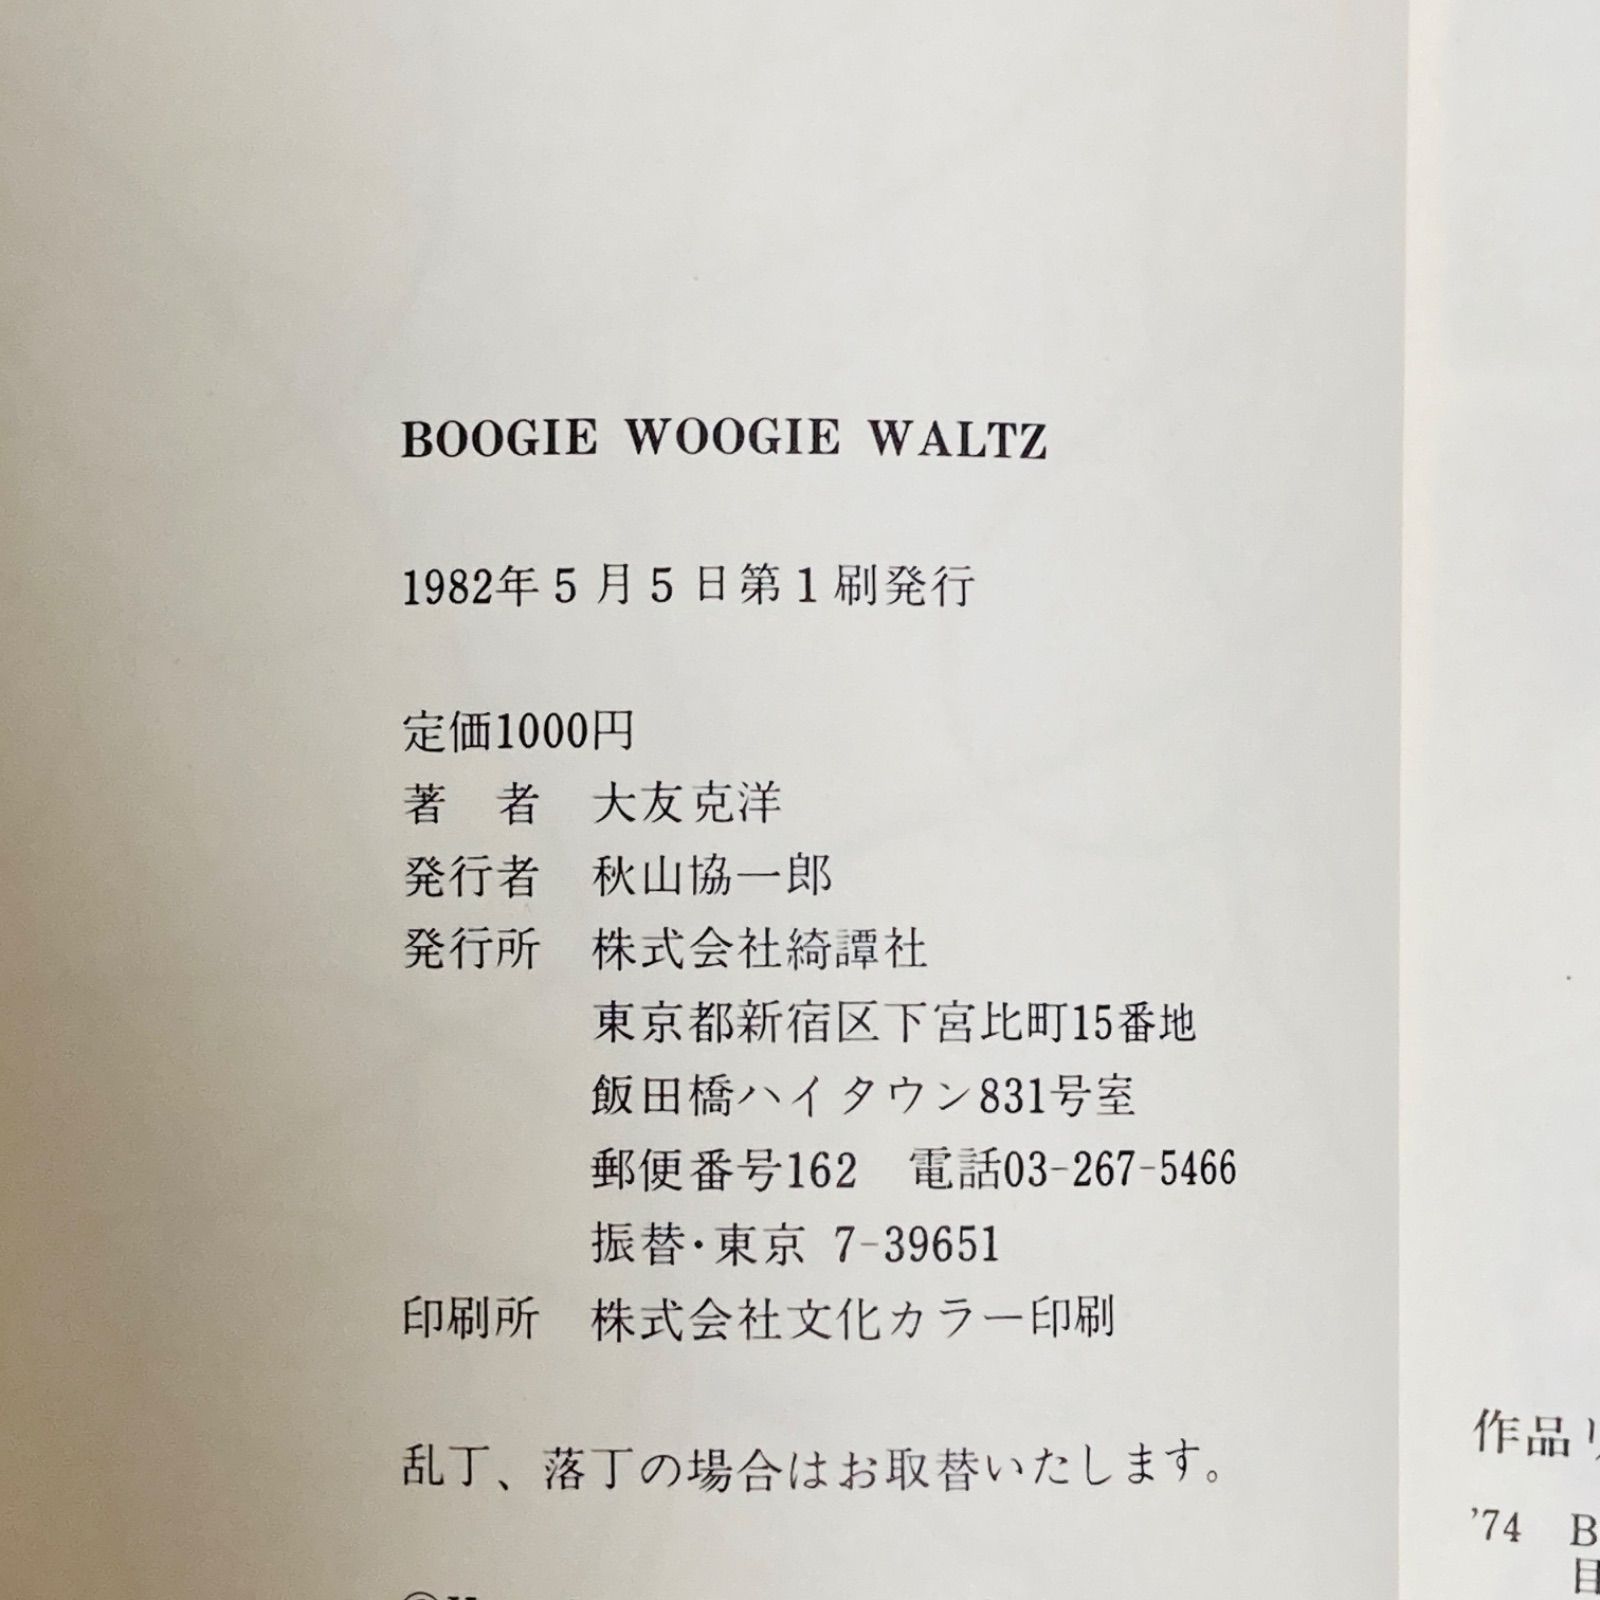 BOOGIE WOOGIE WALTZ
1982年5月5日第1刷発行
定価1000円
著　者　大友克洋
発行者　秋山協一郎
発行所　株式会社綺譚社
東京都新宿区下宮比町15番地
飯田橋ハイタウン831号室
郵便番号162　電話03-267-5466
振替・東京 7-39651
印刷所　株式会社文化カラー印刷
乱丁、落丁の場合はお取替いたします。
作品リ
'74　B
目